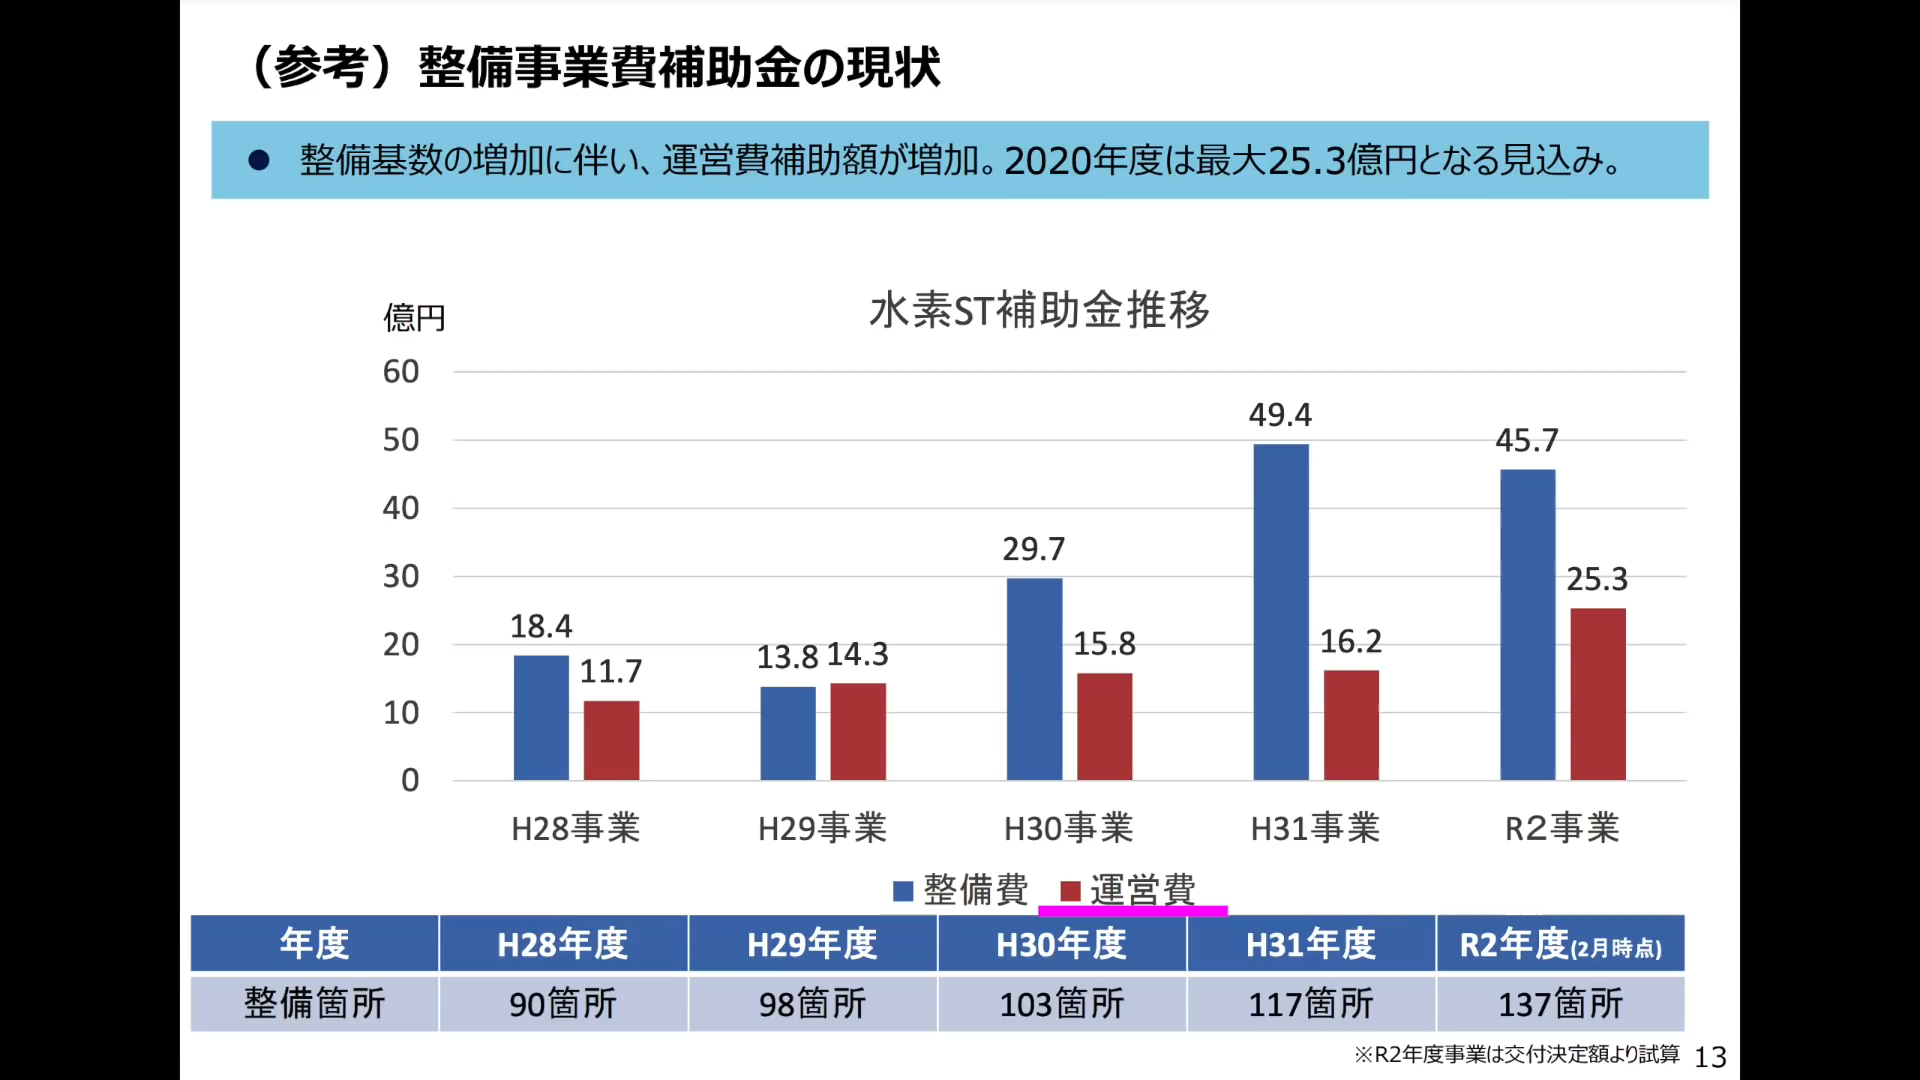 （参考）整備事業費補助金の現状
● 整備基数の増加に伴い、運営費補助額が増加。2020年度は最大25.3億円となる見込み。
水素ST補助金推移
億円
60
50
40
30
20
10
0
18.4 11.7 13.8 14.3 29.7 15.8 49.4 16.2 45.7 25.3
H28事業 H29事業 H30事業 H31事業 R２事業
整備費 運営費
年度 H28年度 H29年度 H30年度 H31年度 R2年度(2月時点)
整備箇所 90箇所 98箇所 103箇所 117箇所 137箇所
※R2年度事業は交付決定額より試算 13